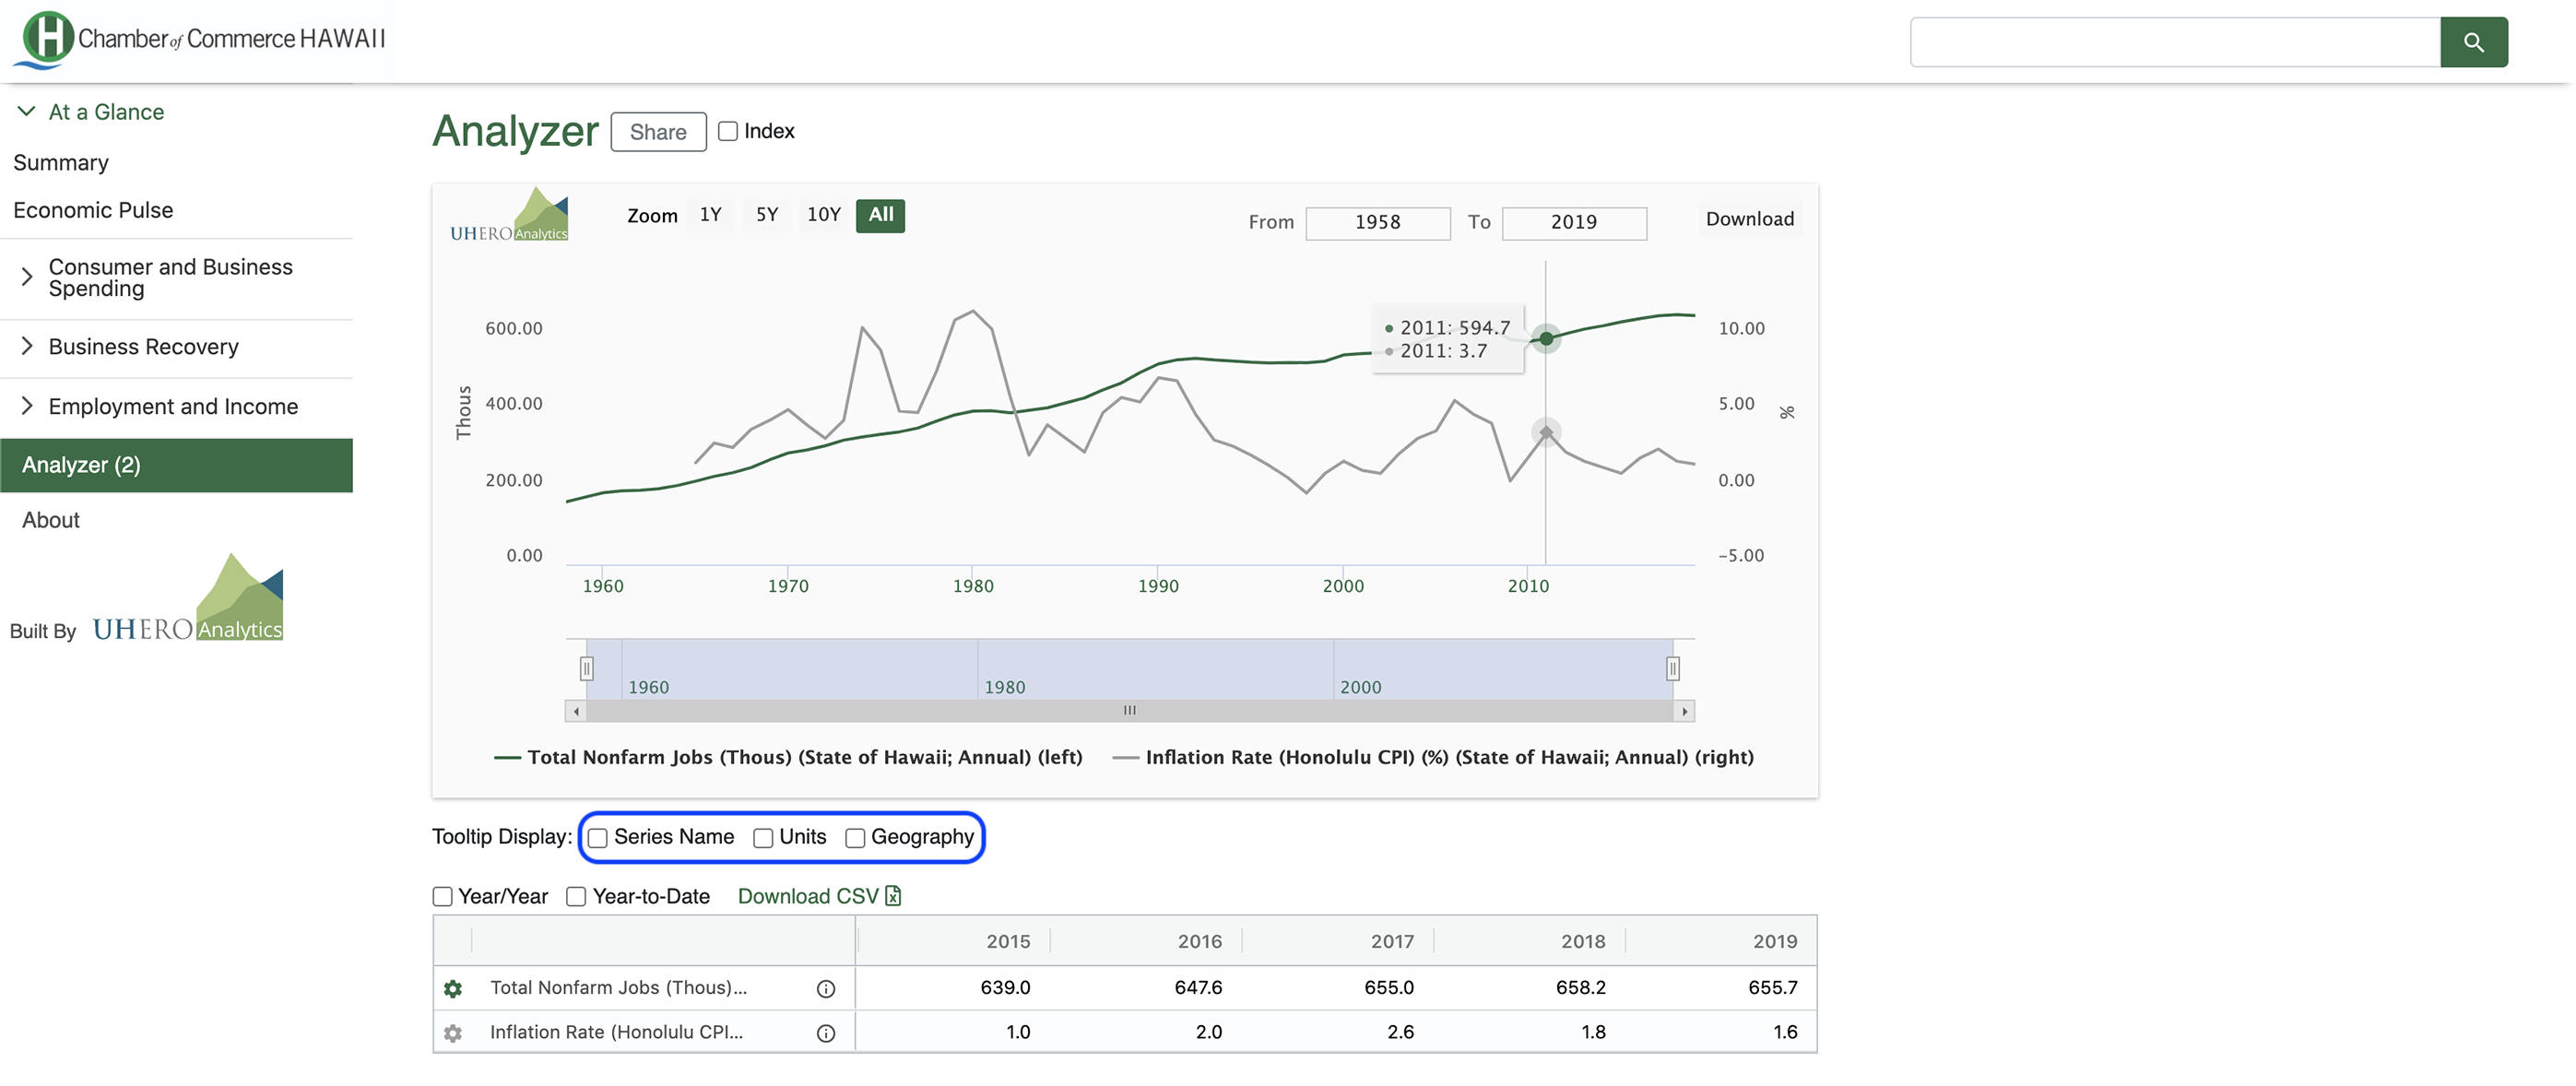 Chamber of Commerce HAWAII
At a Glance
Summary
Economic Pulse
Consumer and Business
Spending
Business Recovery
Employment and Income
Analyzer (2)
About
Built By UHERO Analytics
Analyzer Share Index
UHERO Analytics
Zoom 1Y 5Y 10Y All
From 1958 To 2019
Download
2011: 594.7
2011: 3.7
Thous
600.00
400.00
200.00
0.00
10.00
5.00
0.00
−5.00
%
1960 1970 1980 1990 2000 2010
1960 1980 2000
Total Nonfarm Jobs (Thous) (State of Hawaii; Annual) (left) Inflation Rate (Honolulu CPI) (%) (State of Hawaii; Annual) (right)
Tooltip Display: Series Name Units Geography
Year/Year Year-to-Date Download CSV
2015 2016 2017 2018 2019
Total Nonfarm Jobs (Thous)... 639.0 647.6 655.0 658.2 655.7
Inflation Rate (Honolulu CPI... 1.0 2.0 2.6 1.8 1.6